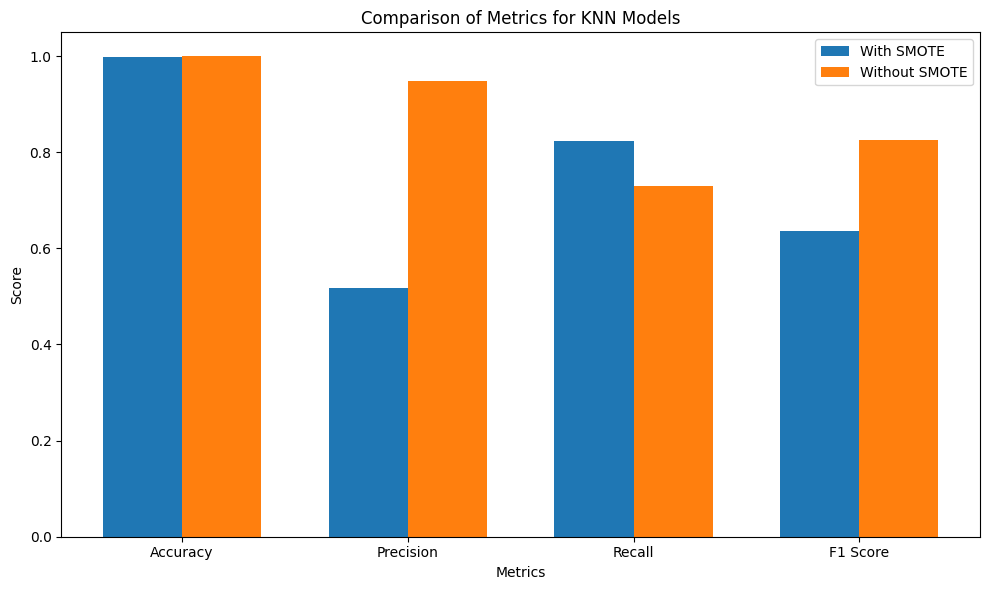 Comparison of Metrics for KNN Models
With SMOTE
Without SMOTE
Score
1.0
0.8
0.6
0.4
0.2
0.0
Accuracy
Precision
Recall
F1 Score
Metrics